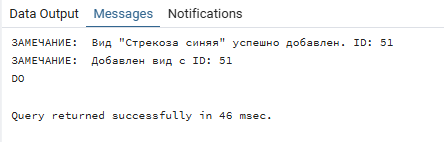 Data Output Messages Notifications
ЗАМЕЧАНИЕ: Вид "Стрекоза синяя" успешно добавлен. ID: 51
ЗАМЕЧАНИЕ: Добавлен вид с ID: 51
DO
Query returned successfully in 46 msec.